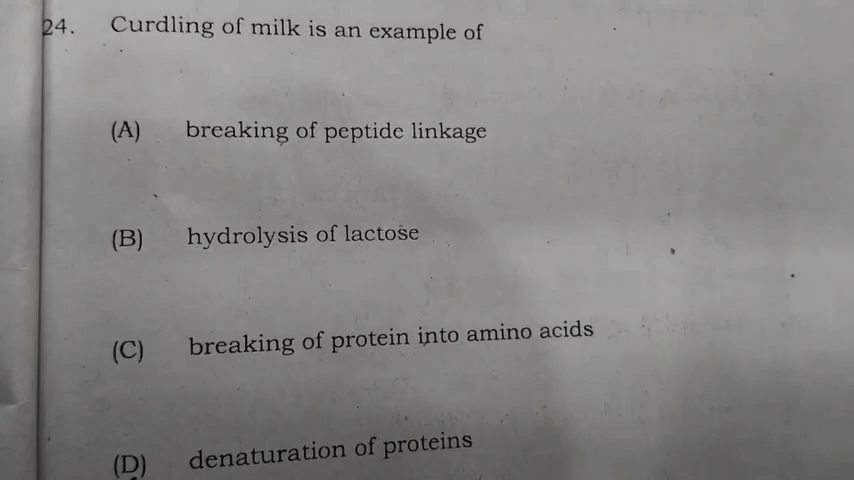 24. Curdling of milk is an example of
(A) breaking of peptide linkage
(B) hydrolysis of lactose
(C) breaking of protein into amino acids
(D) denaturation of proteins